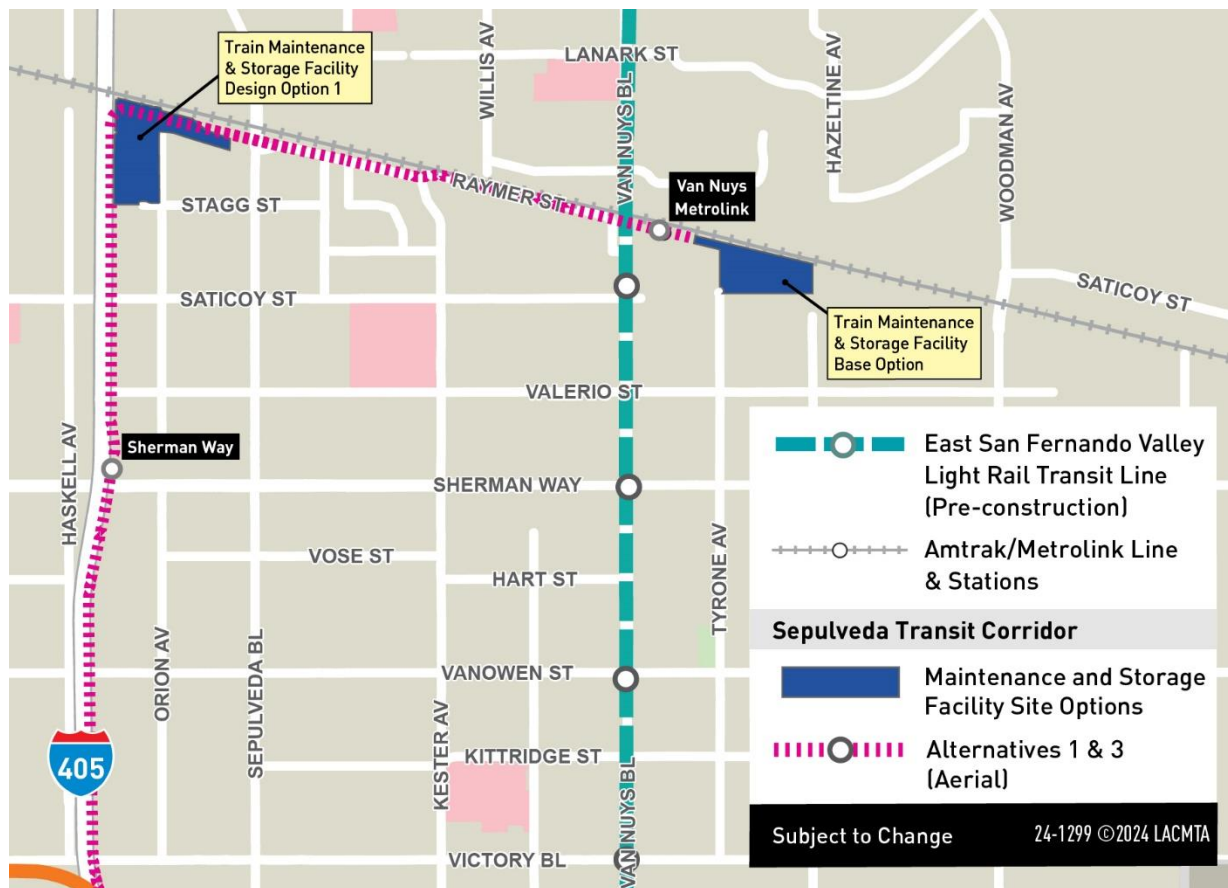 Train Maintenance
& Storage Facility
Design Option 1
WILLIS AV
LANARK ST
VAN NUYS BL
HAZELTINE AV
WOODMAN AV
STAGG ST
RAYMER ST
Van Nuys
Metrolink
SATICOY ST
SATICOY ST
Train Maintenance
& Storage Facility
Base Option
VALERIO ST
HASKELL AV
Sherman Way
SHERMAN WAY
VOSE ST
HART ST
TYRONE AV
ORION AV
SEPULVEDA BL
VANOWEN ST
KESTER AV
KITTRIDGE ST
VAN NUYS BL
405
VICTORY BL
East San Fernando Valley
Light Rail Transit Line
(Pre-construction)
Amtrak/Metrolink Line
& Stations
Sepulveda Transit Corridor
Maintenance and Storage
Facility Site Options
Alternatives 1 & 3
(Aerial)
Subject to Change
24-1299 ©2024 LACMTA